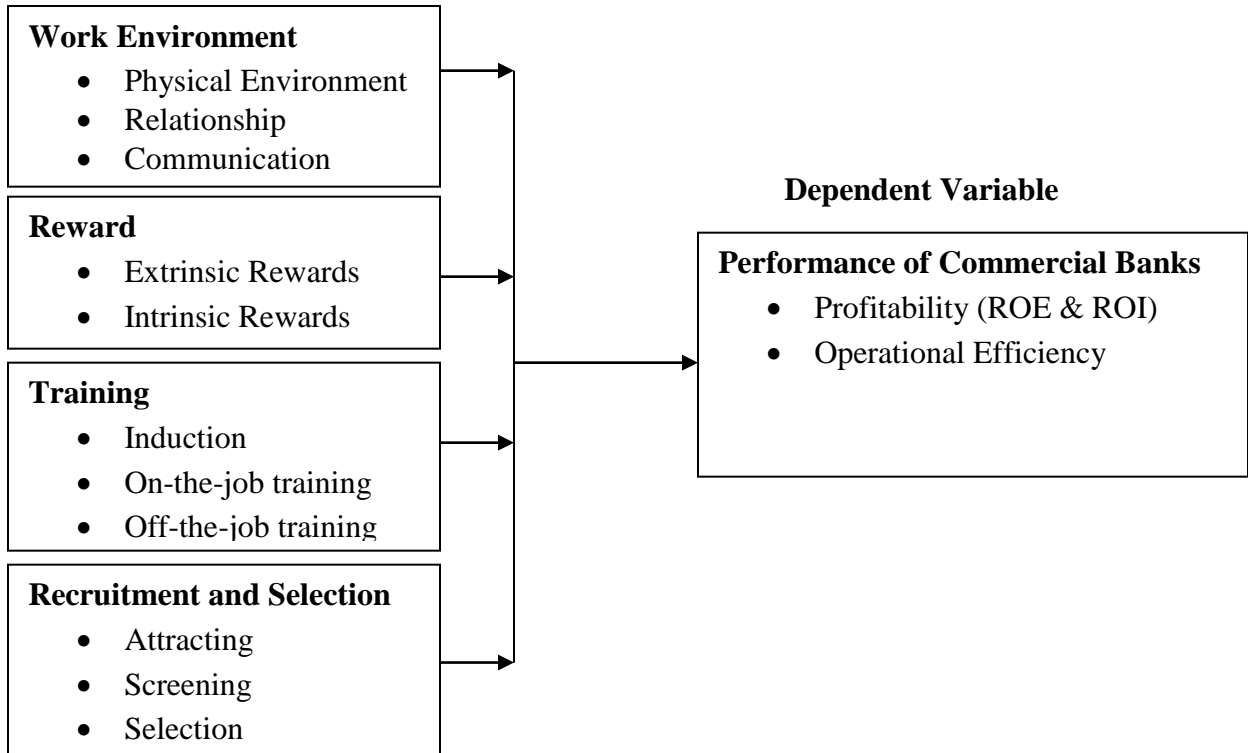 Work Environment
• Physical Environment
• Relationship
• Communication
Reward
• Extrinsic Rewards
• Intrinsic Rewards
Training
• Induction
• On-the-job training
• Off-the-job training
Recruitment and Selection
• Attracting
• Screening
• Selection
Dependent Variable
Performance of Commercial Banks
• Profitability (ROE & ROI)
• Operational Efficiency